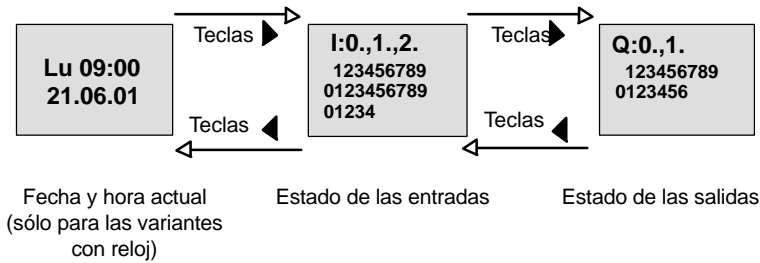 Teclas
Teclas
Lu 09:00
21.06.01
I:0.,1.,2.
123456789
0123456789
01234
Q:0.,1.
123456789
0123456
Teclas
Teclas
Fecha y hora actual
(sólo para las variantes
con reloj)
Estado de las entradas
Estado de las salidas